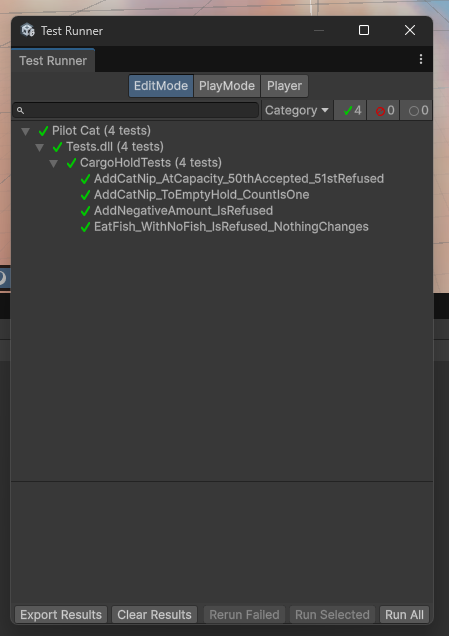 Test Runner
Test Runner
EditMode PlayMode Player
Category 4 0 0
Pilot Cat (4 tests)
Tests.dll (4 tests)
CargoHoldTests (4 tests)
AddCatNip_AtCapacity_50thAccepted_51stRefused
AddCatNip_ToEmptyHold_CountIsOne
AddNegativeAmount_IsRefused
EatFish_WithNoFish_IsRefused_NothingChanges
Export Results Clear Results Rerun Failed Run Selected Run All